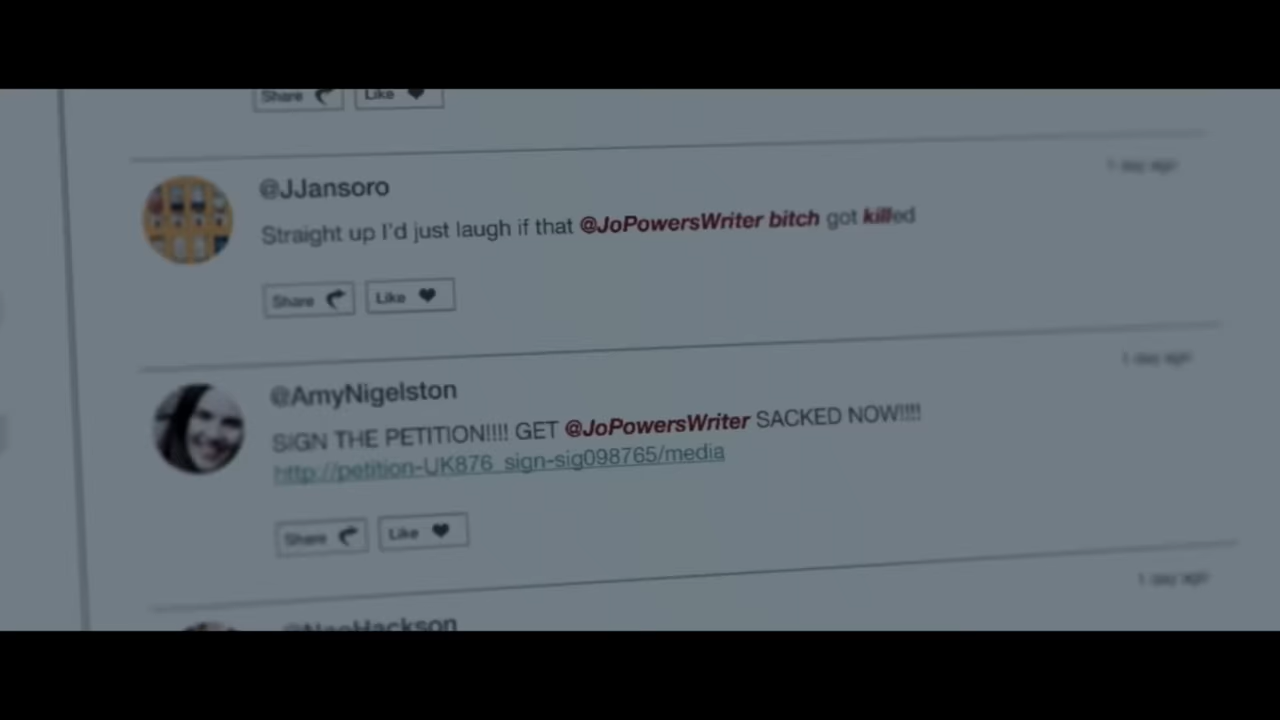 Share
Like
1 day ago
@JJansoro
Straight up I'd just laugh if that @JoPowersWriter bitch got killed
Share
Like
1 day ago
@AmyNigelston
SIGN THE PETITION!!!! GET @JoPowersWriter SACKED NOW!!!!
http://petition-UK876_sign-sig098765/media
Share
Like
1 day ago
@NaoHackson